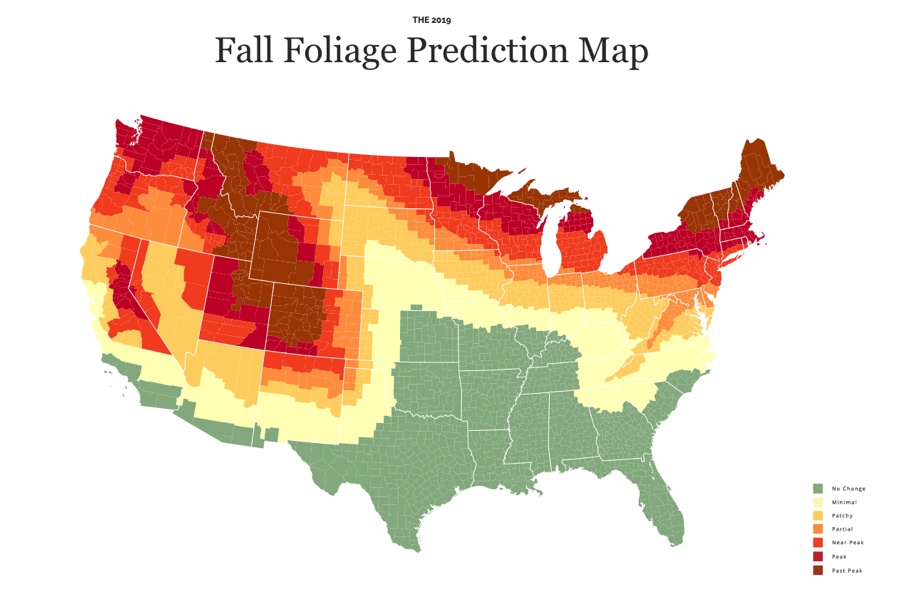 THE 2019
Fall Foliage Prediction Map
No Change
Minimal
Patchy
Partial
Near Peak
Peak
Past Peak